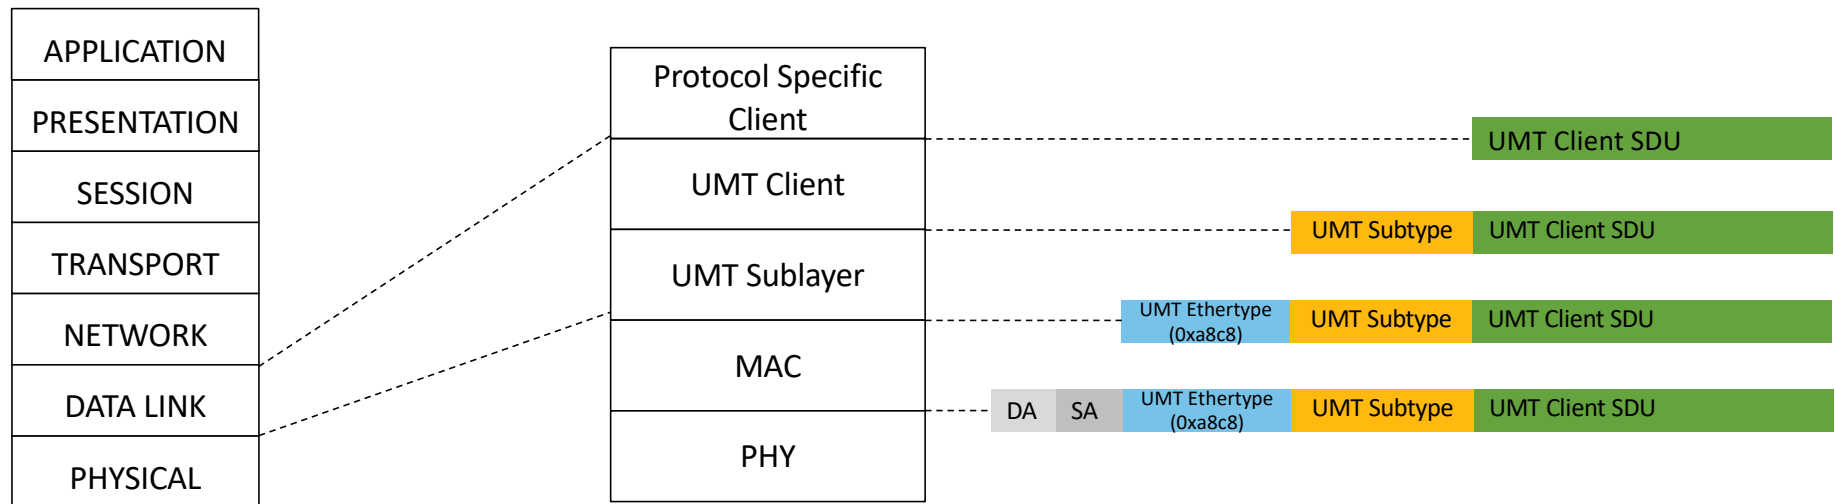 APPLICATION
PRESENTATION
SESSION
TRANSPORT
NETWORK
DATA LINK
PHYSICAL
Protocol Specific
Client
UMT Client
UMT Sublayer
MAC
PHY
UMT Client SDU
UMT Subtype
UMT Client SDU
UMT Ethertype
(0xa8c8)
UMT Subtype
UMT Client SDU
DA
SA
UMT Ethertype
(0xa8c8)
UMT Subtype
UMT Client SDU